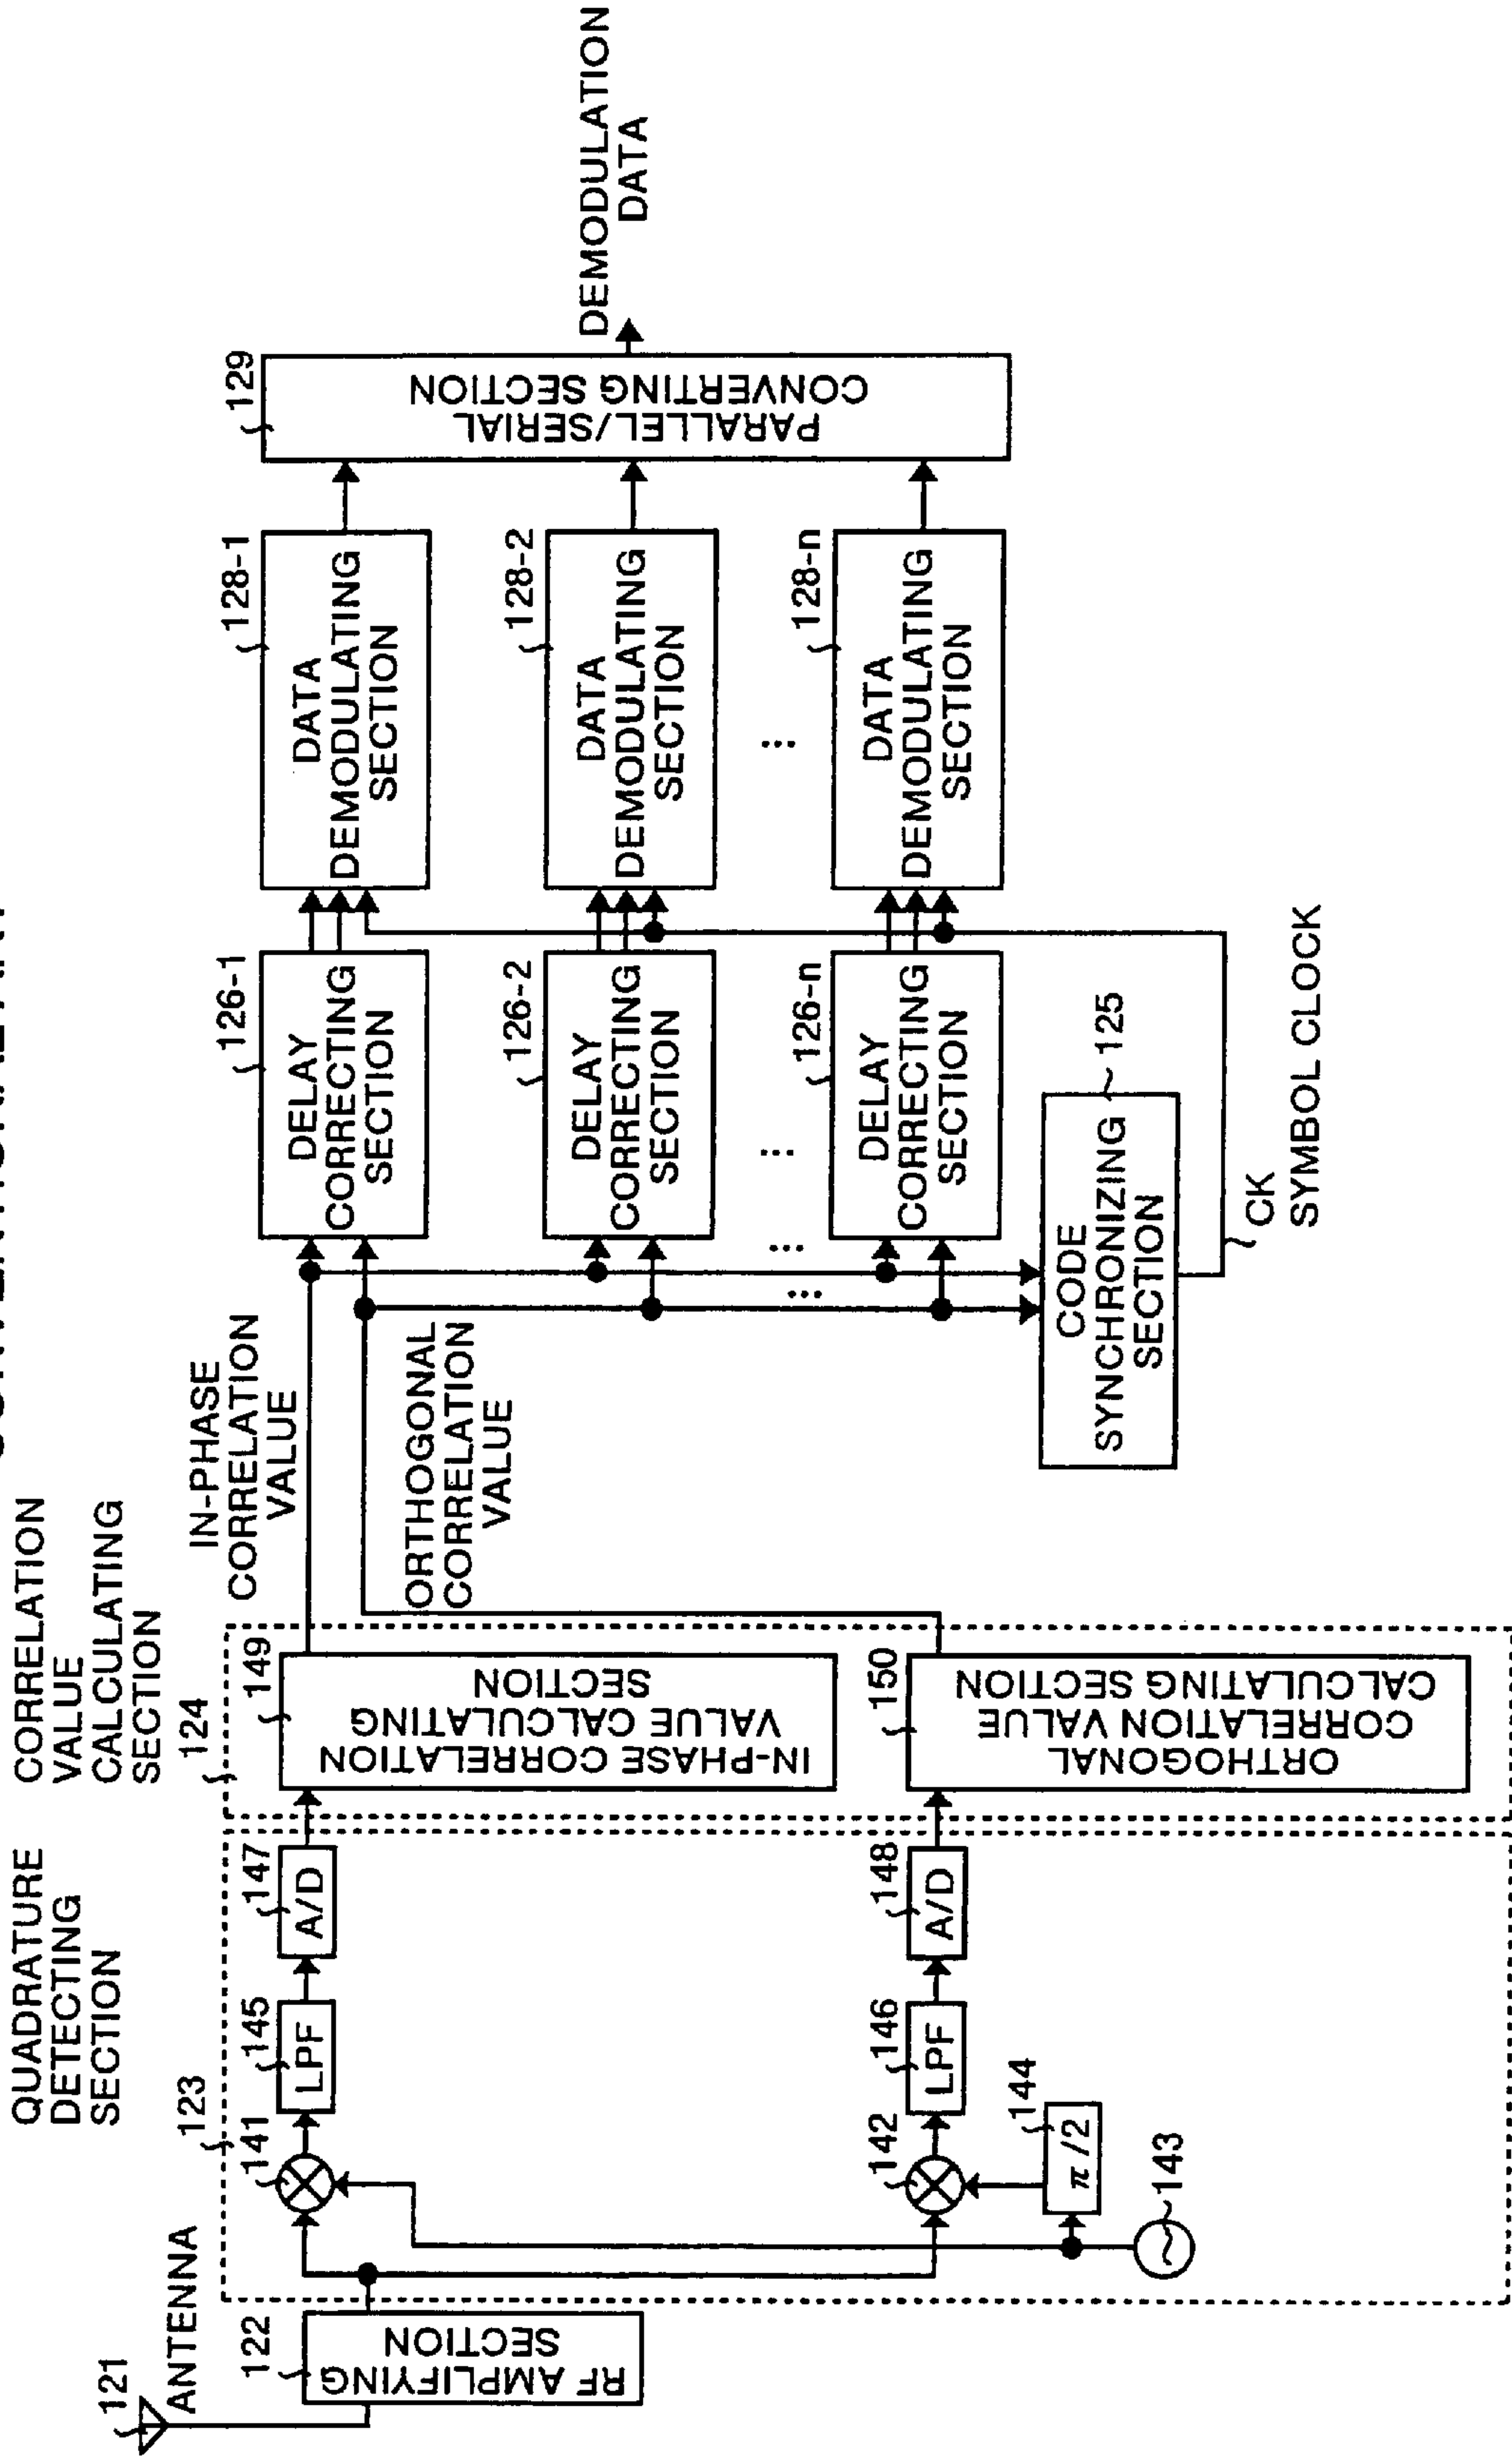 121
ANTENNA
122
RF AMPLIFYING
SECTION
QUADRATURE
DETECTING
SECTION
123
141
145
LPF
147
A/D
142
146
LPF
148
A/D
144
π/2
143
CORRELATION
VALUE
CALCULATING
SECTION
124
149
IN-PHASE CORRELATION
VALUE CALCULATING
SECTION
150
ORTHOGONAL
CORRELATION VALUE
CALCULATING SECTION
IN-PHASE
CORRELATION
VALUE
ORTHOGONAL
CORRELATION
VALUE
126-1
DELAY
CORRECTING
SECTION
126-2
DELAY
CORRECTING
SECTION
...
126-n
DELAY
CORRECTING
SECTION
...
...
CODE
SYNCHRONIZING
SECTION
125
CK
SYMBOL CLOCK
128-1
DATA
DEMODULATING
SECTION
128-2
DATA
DEMODULATING
SECTION
...
128-n
DATA
DEMODULATING
SECTION
129
PARALLEL/SERIAL
CONVERTING SECTION
DEMODULATION
DATA